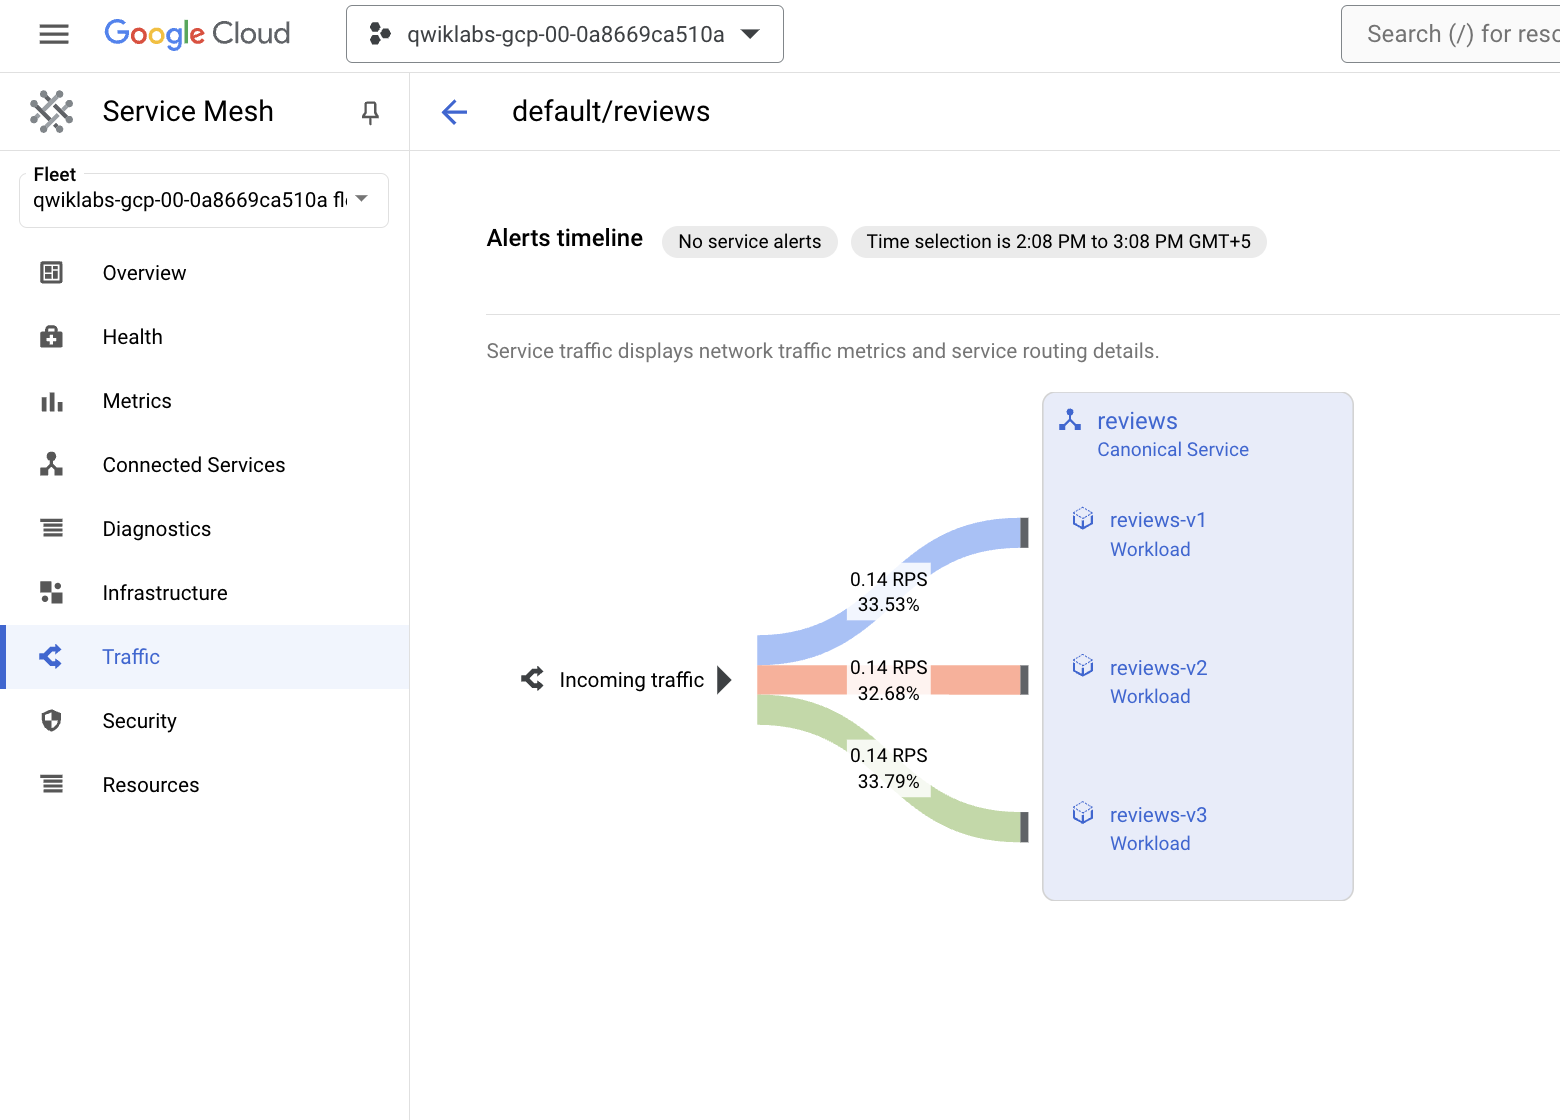 Google Cloud
qwiklabs-gcp-00-0a8669ca510a
Search (/) for
Service Mesh
default/reviews
Fleet
qwiklabs-gcp-00-0a8669ca510a
Overview
Health
Metrics
Connected Services
Diagnostics
Infrastructure
Traffic
Security
Resources
Alerts timeline
No service alerts
Time selection is 2:08 PM to 3:08 PM GMT+5
Service traffic displays network traffic metrics and service routing details.
Incoming traffic
0.14 RPS
33.53%
0.14 RPS
32.68%
0.14 RPS
33.79%
reviews
Canonical Service
reviews-v1
Workload
reviews-v2
Workload
reviews-v3
Workload